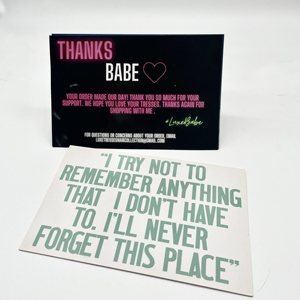 THANKS
BABE
YOUR ORDER MADE OUR DAY! THANK YOU SO MUCH FOR YOUR
SUPPORT. WE HOPE YOU LOVE YOUR TRESSES. THANKS AGAIN FOR
SHOPPING WITH ME.
#LuxeBabe
FOR QUESTIONS OR CONCERNS ABOUT YOUR ORDER, EMAIL
"I TRY NOT TO
REMEMBER ANYTHING
THAT I DON'T HAVE
TO. I'LL NEVER
FORGET THIS PLACE"